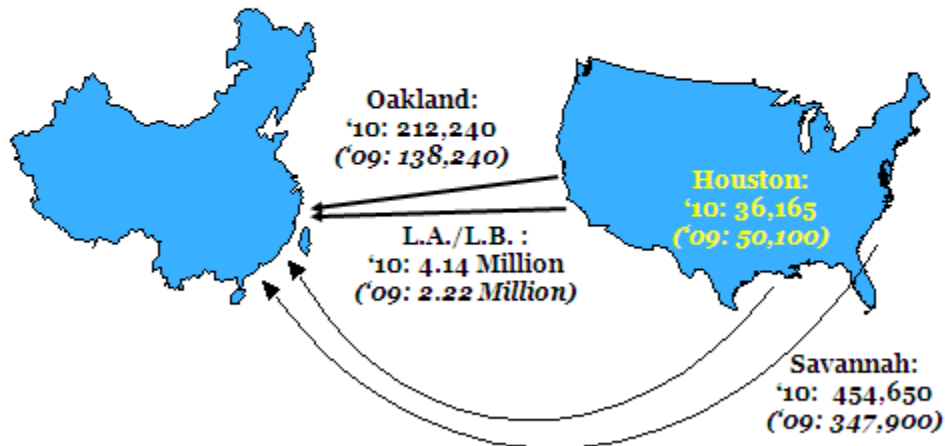 Oakland:
‘10: 212,240
(‘09: 138,240)
Houston:
‘10: 36,165
(‘09: 50,100)
L.A./L.B. :
‘10: 4.14 Million
(‘09: 2.22 Million)
Savannah:
‘10:  454,650
(‘09: 347,900)